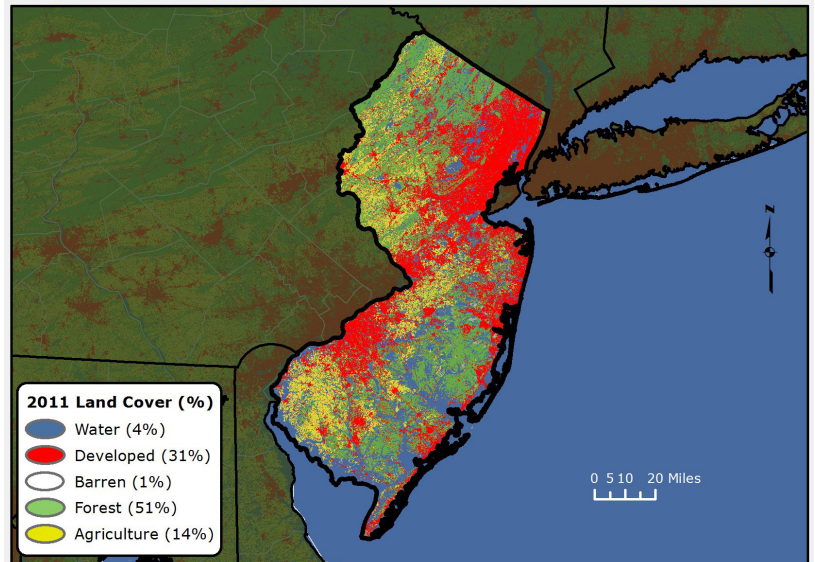 N
2011 Land Cover (%)
Water (4%)
Developed (31%)
Barren (1%)
Forest (51%)
Agriculture (14%)
0 5 10 20 Miles